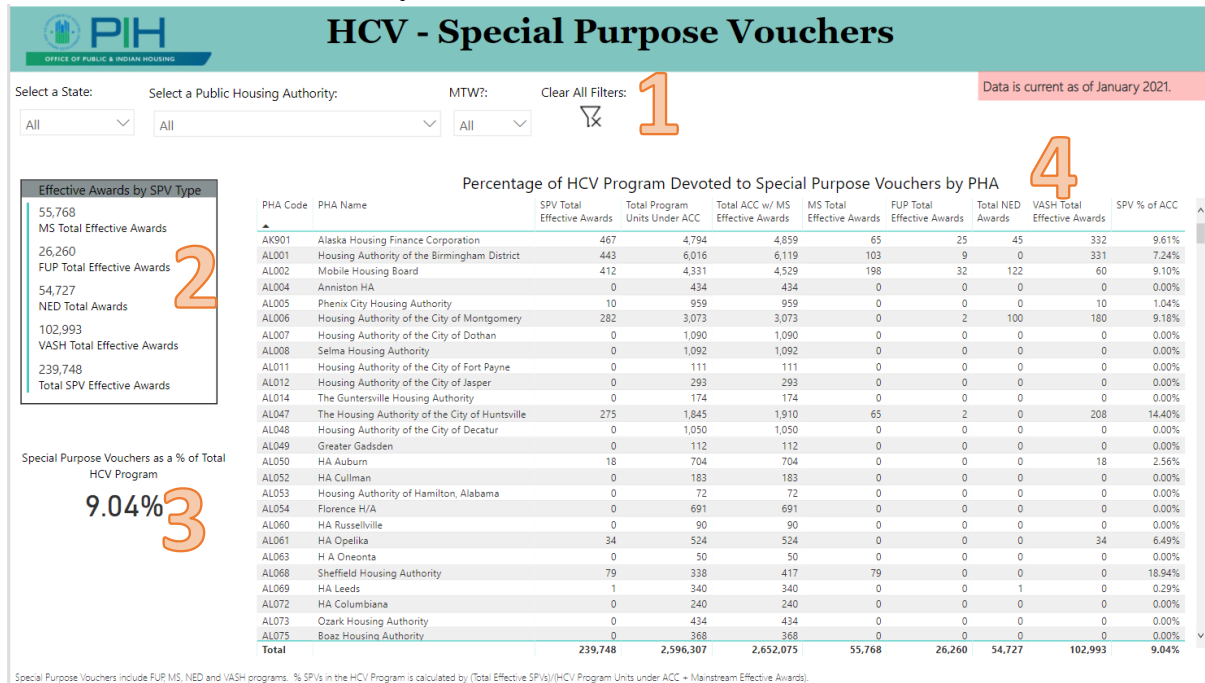 PIH
OFFICE OF PUBLIC & INDIAN HOUSING
HCV - Special Purpose Vouchers
Select a State:
Select a Public Housing Authority:
MTW?:
Clear All Filters:
1
Data is current as of January 2021.
All
All
All
Effective Awards by SPV Type
55,768
MS Total Effective Awards
26,260
FUP Total Effective Awards
2
54,727
NED Total Awards
102,993
VASH Total Effective Awards
239,748
Total SPV Effective Awards
Special Purpose Vouchers as a % of Total
HCV Program
9.04%
3
Percentage of HCV Program Devoted to Special Purpose Vouchers by PHA
4
PHA Code PHA Name SPV Total Total Program Total ACC w/ MS MS Total FUP Total Total NED VASH Total SPV % of ACC
Effective Awards Units Under ACC Effective Awards Effective Awards Effective Awards Awards Effective Awards
AK901 Alaska Housing Finance Corporation 467 4,794 4,859 65 25 45 332 9.61%
AL001 Housing Authority of the Birmingham District 443 6,016 6,119 103 9 0 331 7.24%
AL002 Mobile Housing Board 412 4,331 4,529 198 32 122 60 9.10%
AL004 Anniston HA 0 434 434 0 0 0 0 0.00%
AL005 Phenix City Housing Authority 10 959 959 0 0 0 10 1.04%
AL006 Housing Authority of the City of Montgomery 282 3,073 3,073 0 2 100 180 9.18%
AL007 Housing Authority of the City of Dothan 0 1,090 1,090 0 0 0 0 0.00%
AL008 Selma Housing Authority 0 1,092 1,092 0 0 0 0 0.00%
AL011 Housing Authority of the City of Fort Payne 0 111 111 0 0 0 0 0.00%
AL012 Housing Authority of the City of Jasper 0 293 293 0 0 0 0 0.00%
AL014 The Guntersville Housing Authority 0 174 174 0 0 0 0 0.00%
AL047 The Housing Authority of the City of Huntsville 275 1,845 1,910 65 2 0 208 14.40%
AL048 Housing Authority of the City of Decatur 0 1,050 1,050 0 0 0 0 0.00%
AL049 Greater Gadsden 0 112 112 0 0 0 0 0.00%
AL050 HA Auburn 18 704 704 0 0 0 18 2.56%
AL052 HA Cullman 0 183 183 0 0 0 0 0.00%
AL053 Housing Authority of Hamilton, Alabama 0 72 72 0 0 0 0 0.00%
AL054 Florence H/A 0 691 691 0 0 0 0 0.00%
AL060 HA Russellville 0 90 90 0 0 0 0 0.00%
AL061 HA Opelika 34 524 524 0 0 0 34 6.49%
AL063 H A Oneonta 0 50 50 0 0 0 0 0.00%
AL068 Sheffield Housing Authority 79 338 417 79 0 0 0 18.94%
AL069 HA Leeds 1 340 340 0 0 1 0 0.29%
AL072 HA Columbiana 0 240 240 0 0 0 0 0.00%
AL073 Ozark Housing Authority 0 434 434 0 0 0 0 0.00%
AL075 Boaz Housing Authority 0 368 368 0 0 0 0 0.00%
Total 239,748 2,596,307 2,652,075 55,768 26,260 54,727 102,993 9.04%
Special Purpose Vouchers include FUP, MS, NED and VASH programs. % SPVs in the HCV Program is calculated by (Total Effective SPVs)/(HCV Program Units under ACC + Mainstream Effective Awards).